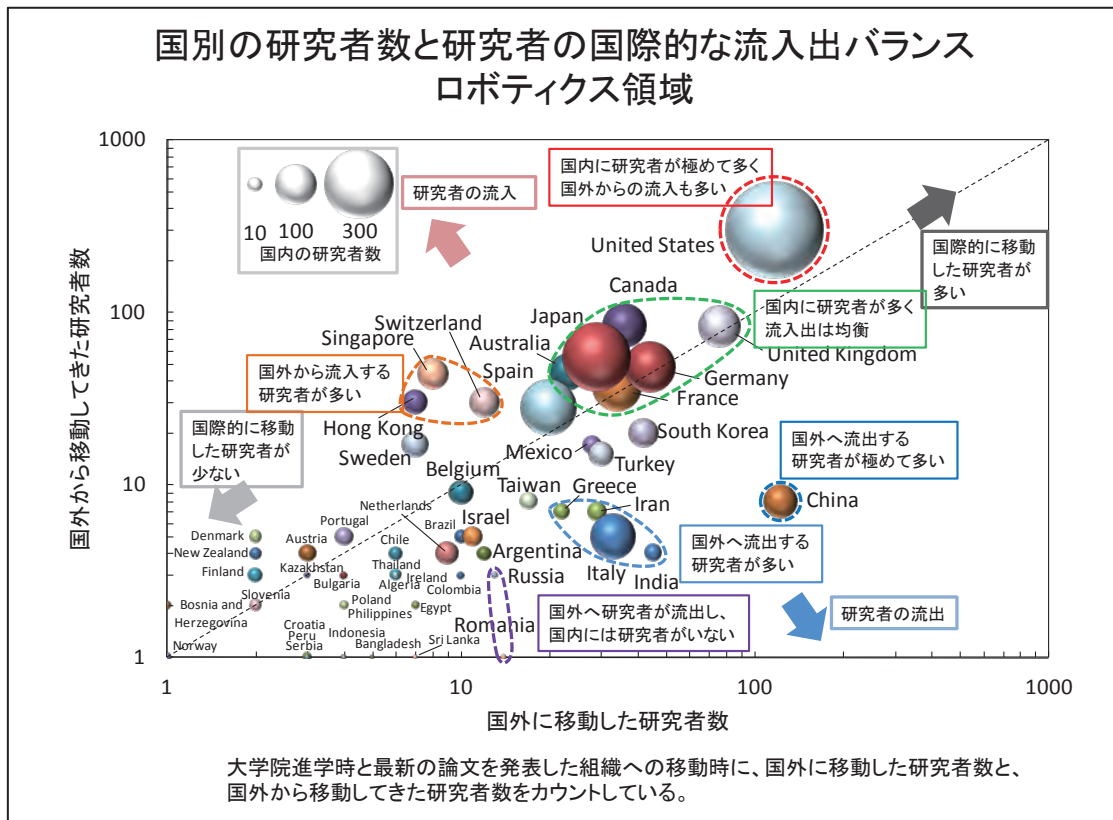 国別の研究者数と研究者の国際的な流入出バランス
ロボティクス領域
国外から移動してきた研究者数
1000
100
10
1
10 100 300
国内の研究者数
研究者の流入
国内に研究者が極めて多く
国外からの流入も多い
United States
国際的に移動
した研究者が
多い
Canada
国内に研究者が多く
流入出は均衡
Japan
Switzerland
Singapore
Australia
United Kingdom
国外から流入する
研究者が多い
Spain
Germany
France
Hong Kong
South Korea
国際的に移動
した研究者が
少ない
Sweden
Mexico
Turkey
国外へ流出する
研究者が極めて多い
Belgium
Taiwan
Greece
Iran
China
Netherlands
Denmark
Portugal
Brazil
Israel
New Zealand
Austria
Chile
Argentina
Italy
India
国外へ流出する
研究者が多い
Finland
Kazakhstan
Thailand
Bulgaria
Algeria
Ireland
Colombia
Russia
Slovenia
Bosnia and
Herzegovina
Poland
Philippines
Egypt
Romania
国外へ研究者が流出し、
国内には研究者がいない
研究者の流出
Norway
Croatia
Peru
Serbia
Indonesia
Bangladesh
Sri Lanka
1 10 100 1000
国外に移動した研究者数
大学院進学時と最新の論文を発表した組織への移動時に、国外に移動した研究者数と、
国外から移動してきた研究者数をカウントしている。